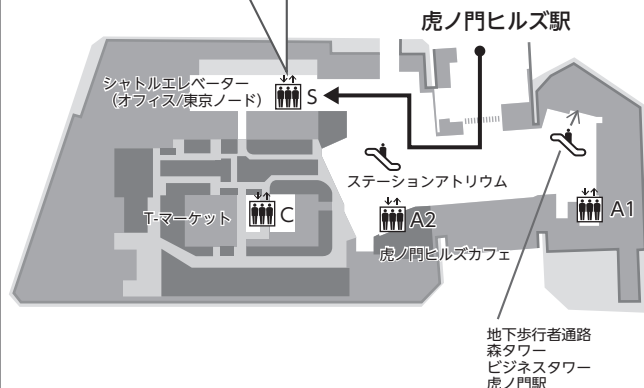 虎ノ門ヒルズ駅
シャトルエレベーター
(オフィス/東京ノード)
S
ステーションアトリウム
T-マーケット
C
A2
A1
虎ノ門ヒルズカフェ
地下歩行者通路
森タワー
ビジネスタワー
虎ノ門駅